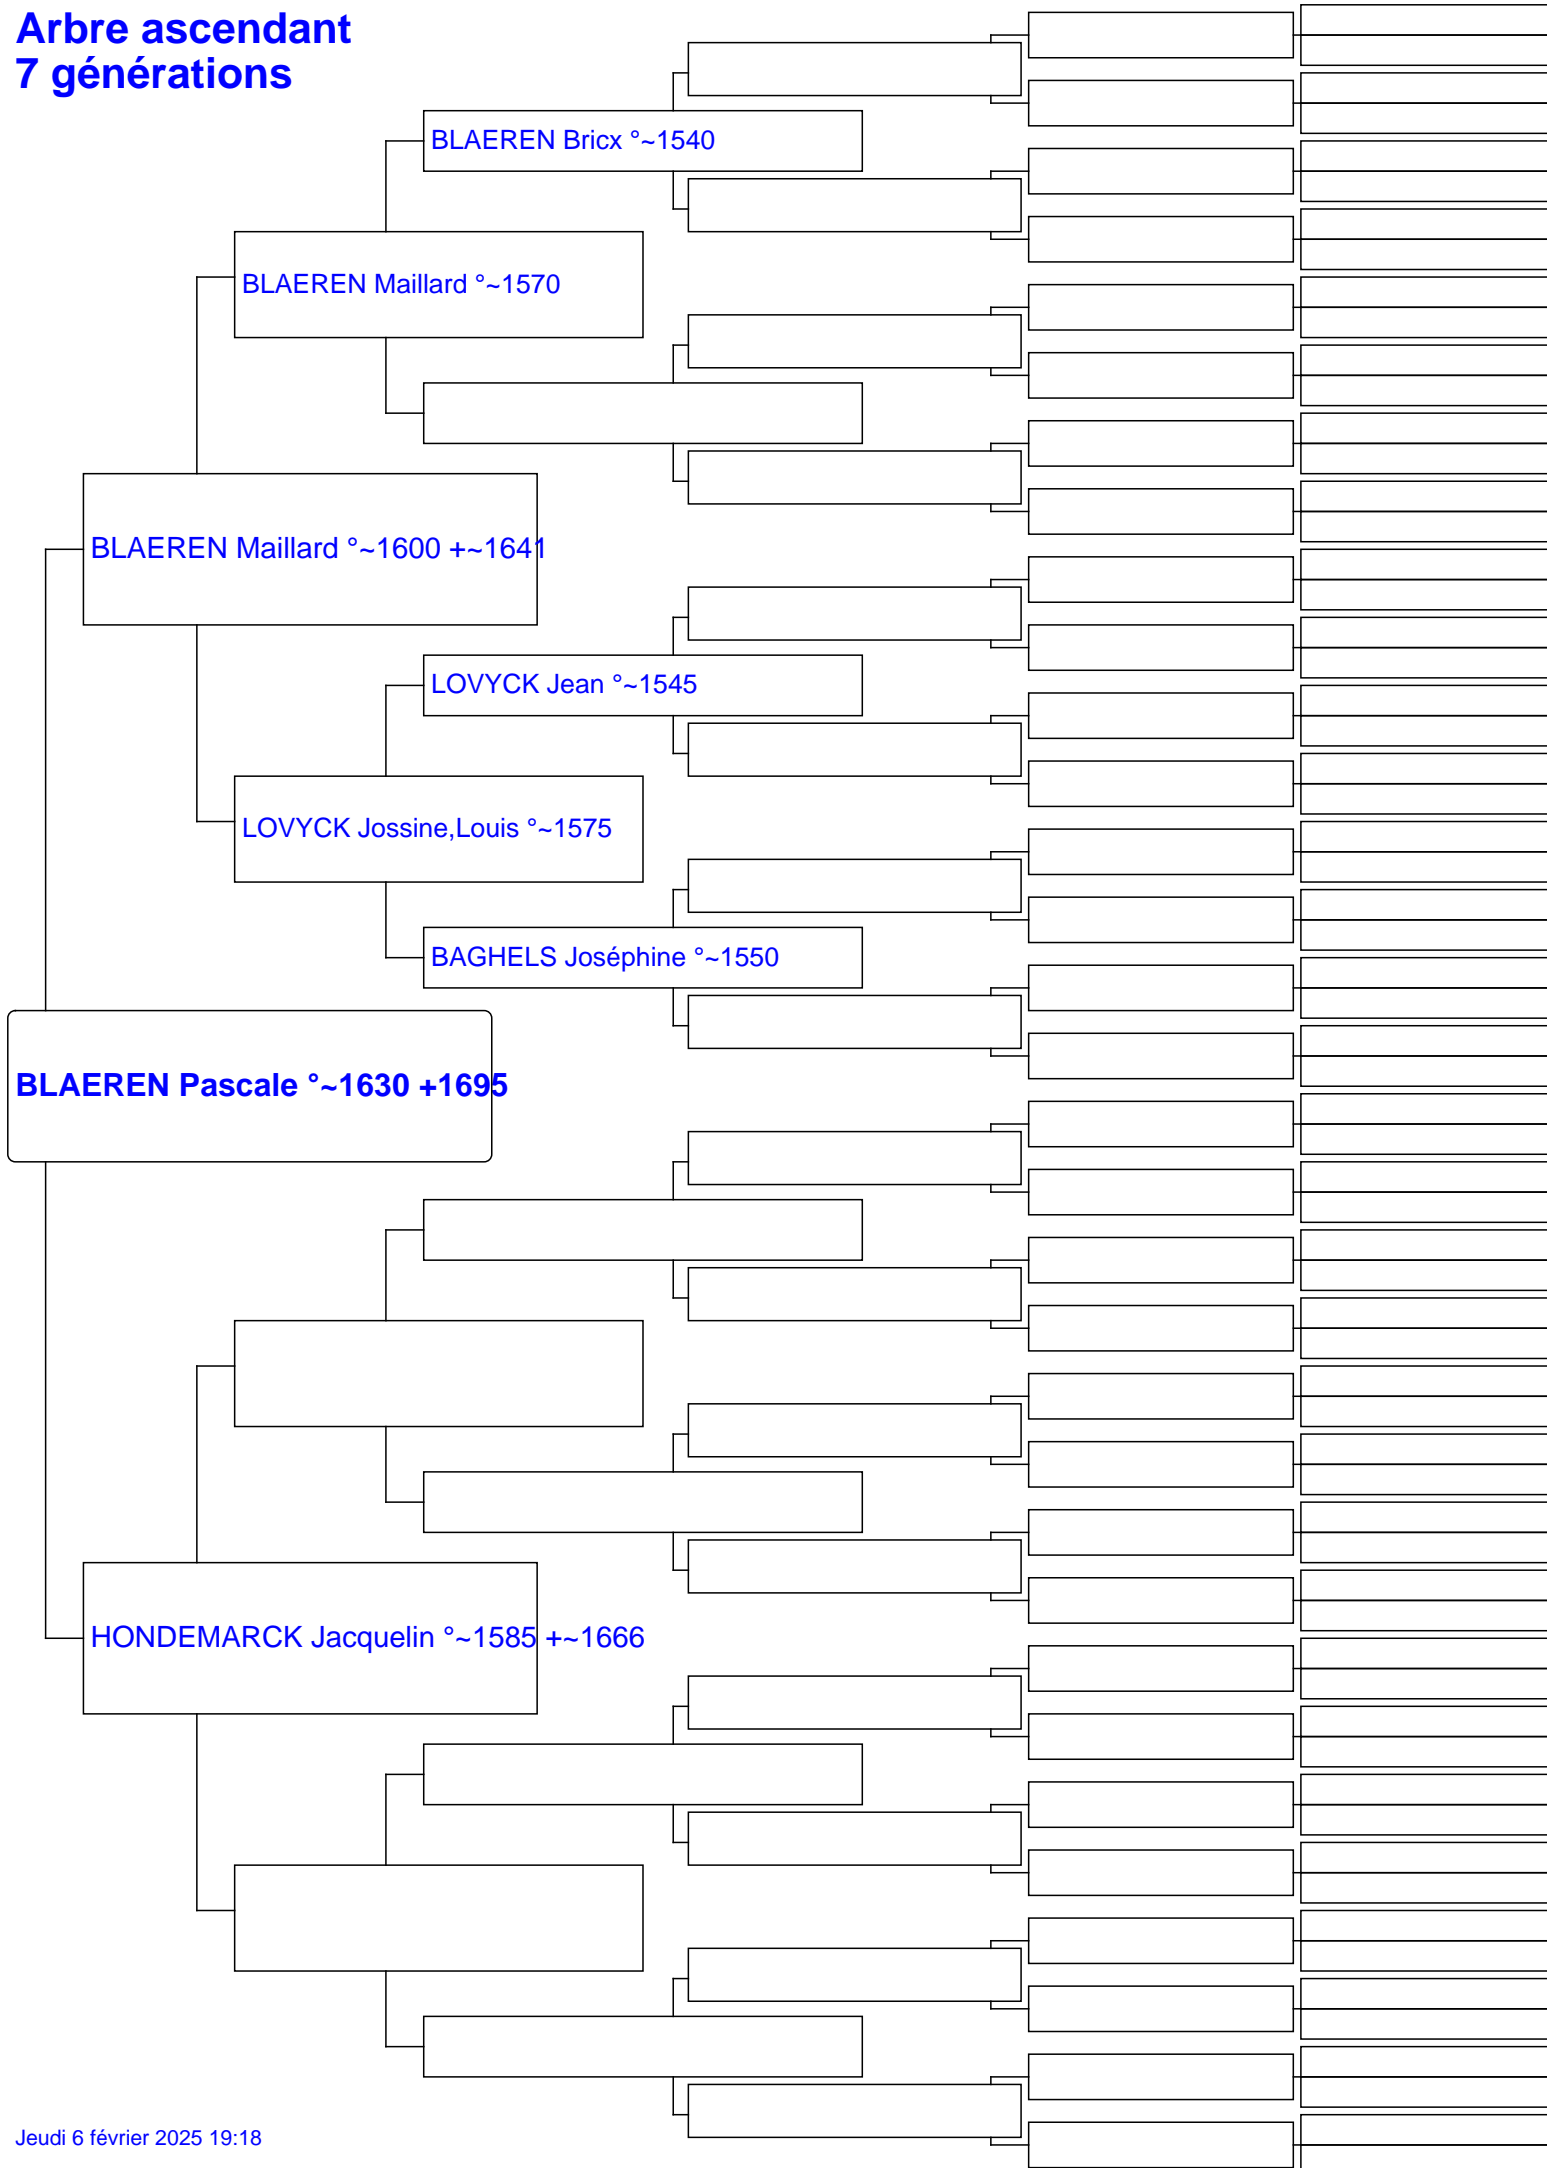 Arbre ascendant
7 générations
BLAEREN Bricx °~1540
BLAEREN Maillard °~1570
BLAEREN Maillard °~1600 +~1641
LOVYCK Jean °~1545
LOVYCK Jossine,Louis °~1575
BAGHELS Joséphine °~1550
BLAEREN Pascale °~1630 +1695
HONDEMARCK Jacquelin °~1585 +~1666
Jeudi 6 février 2025 19:18